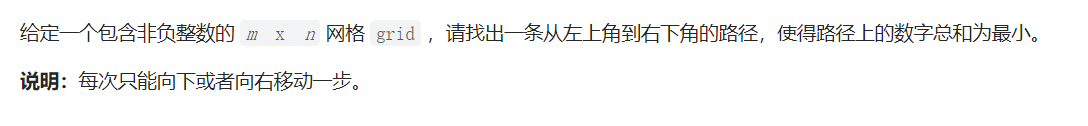 给定一个包含非负整数的 m x n 网格 grid ，请找出一条从左上角到右下角的路径，使得路径上的数字总和为最小。
说明：每次只能向下或者向右移动一步。